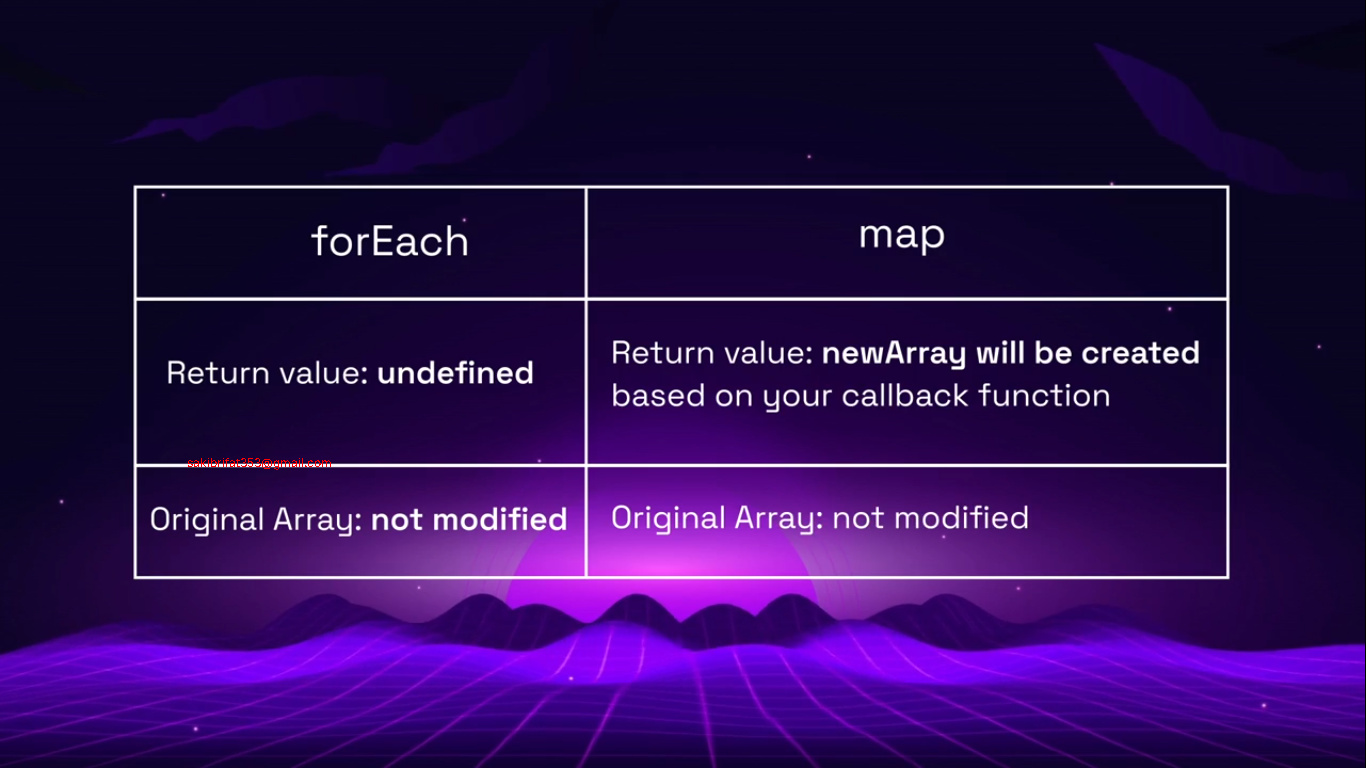 forEach
map
Return value: undefined
Return value: newArray will be created
based on your callback function
sakibrifat353@gmail.com
Original Array: not modified
Original Array: not modified